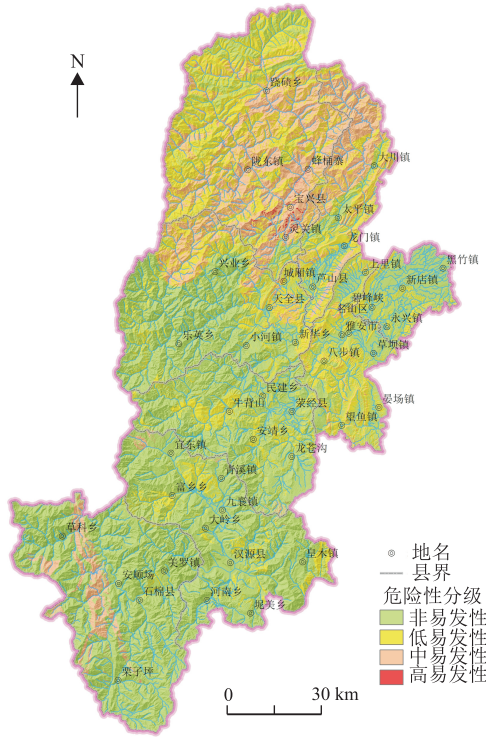 N
跷碛乡
陇东镇
蜂桶寨
大川镇
宝兴县
太平镇
灵关镇
龙门镇
兴业乡
上里镇
黑竹镇
城厢镇
芦山县
新店镇
碧峰峡
天全县
名山区
永兴镇
雅安市
乐英乡
小河镇
新华乡
草坝镇
八步镇
民建乡
晏场镇
牛背山
荥经县
望鱼镇
安靖乡
宜东镇
龙苍沟
青溪镇
富乡乡
九襄镇
草科乡
大岭乡
汉源县
皇木镇
美罗镇
安顺场
石棉县
河南乡
堰美乡
栗子坪
地名
县界
危险性分级
非易发性
低易发性
中易发性
高易发性
0
30 km